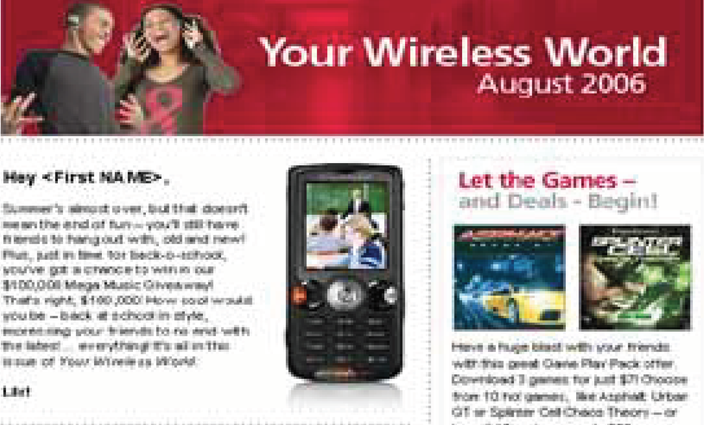 Your Wireless World
August 2006
Hey <First NAME>,
Summer's almost over, but that doesn't
mean the end of fun – you'll still have
friends to hang out with, old and new!
Plus, just in time for back-o-school,
you've got a chance to win in our
$100,000 Mega Music Giveaway!
That's right, $100,000! How cool would
you be – back at school in style,
impressing your friends to no end with
the latest ... everything! It's all in this
issue of Your Wireless World.
Let the Games –
and Deals - Begin!
ASPHALT
SPLINTER CELL
Have a huge blast with your friends
with this great Game Play Pack offer.
Download 3 games for just $7! Choose
from 10 hot games, like Asphalt: Urban
GT or Splinter Cell Chaos Theory – or